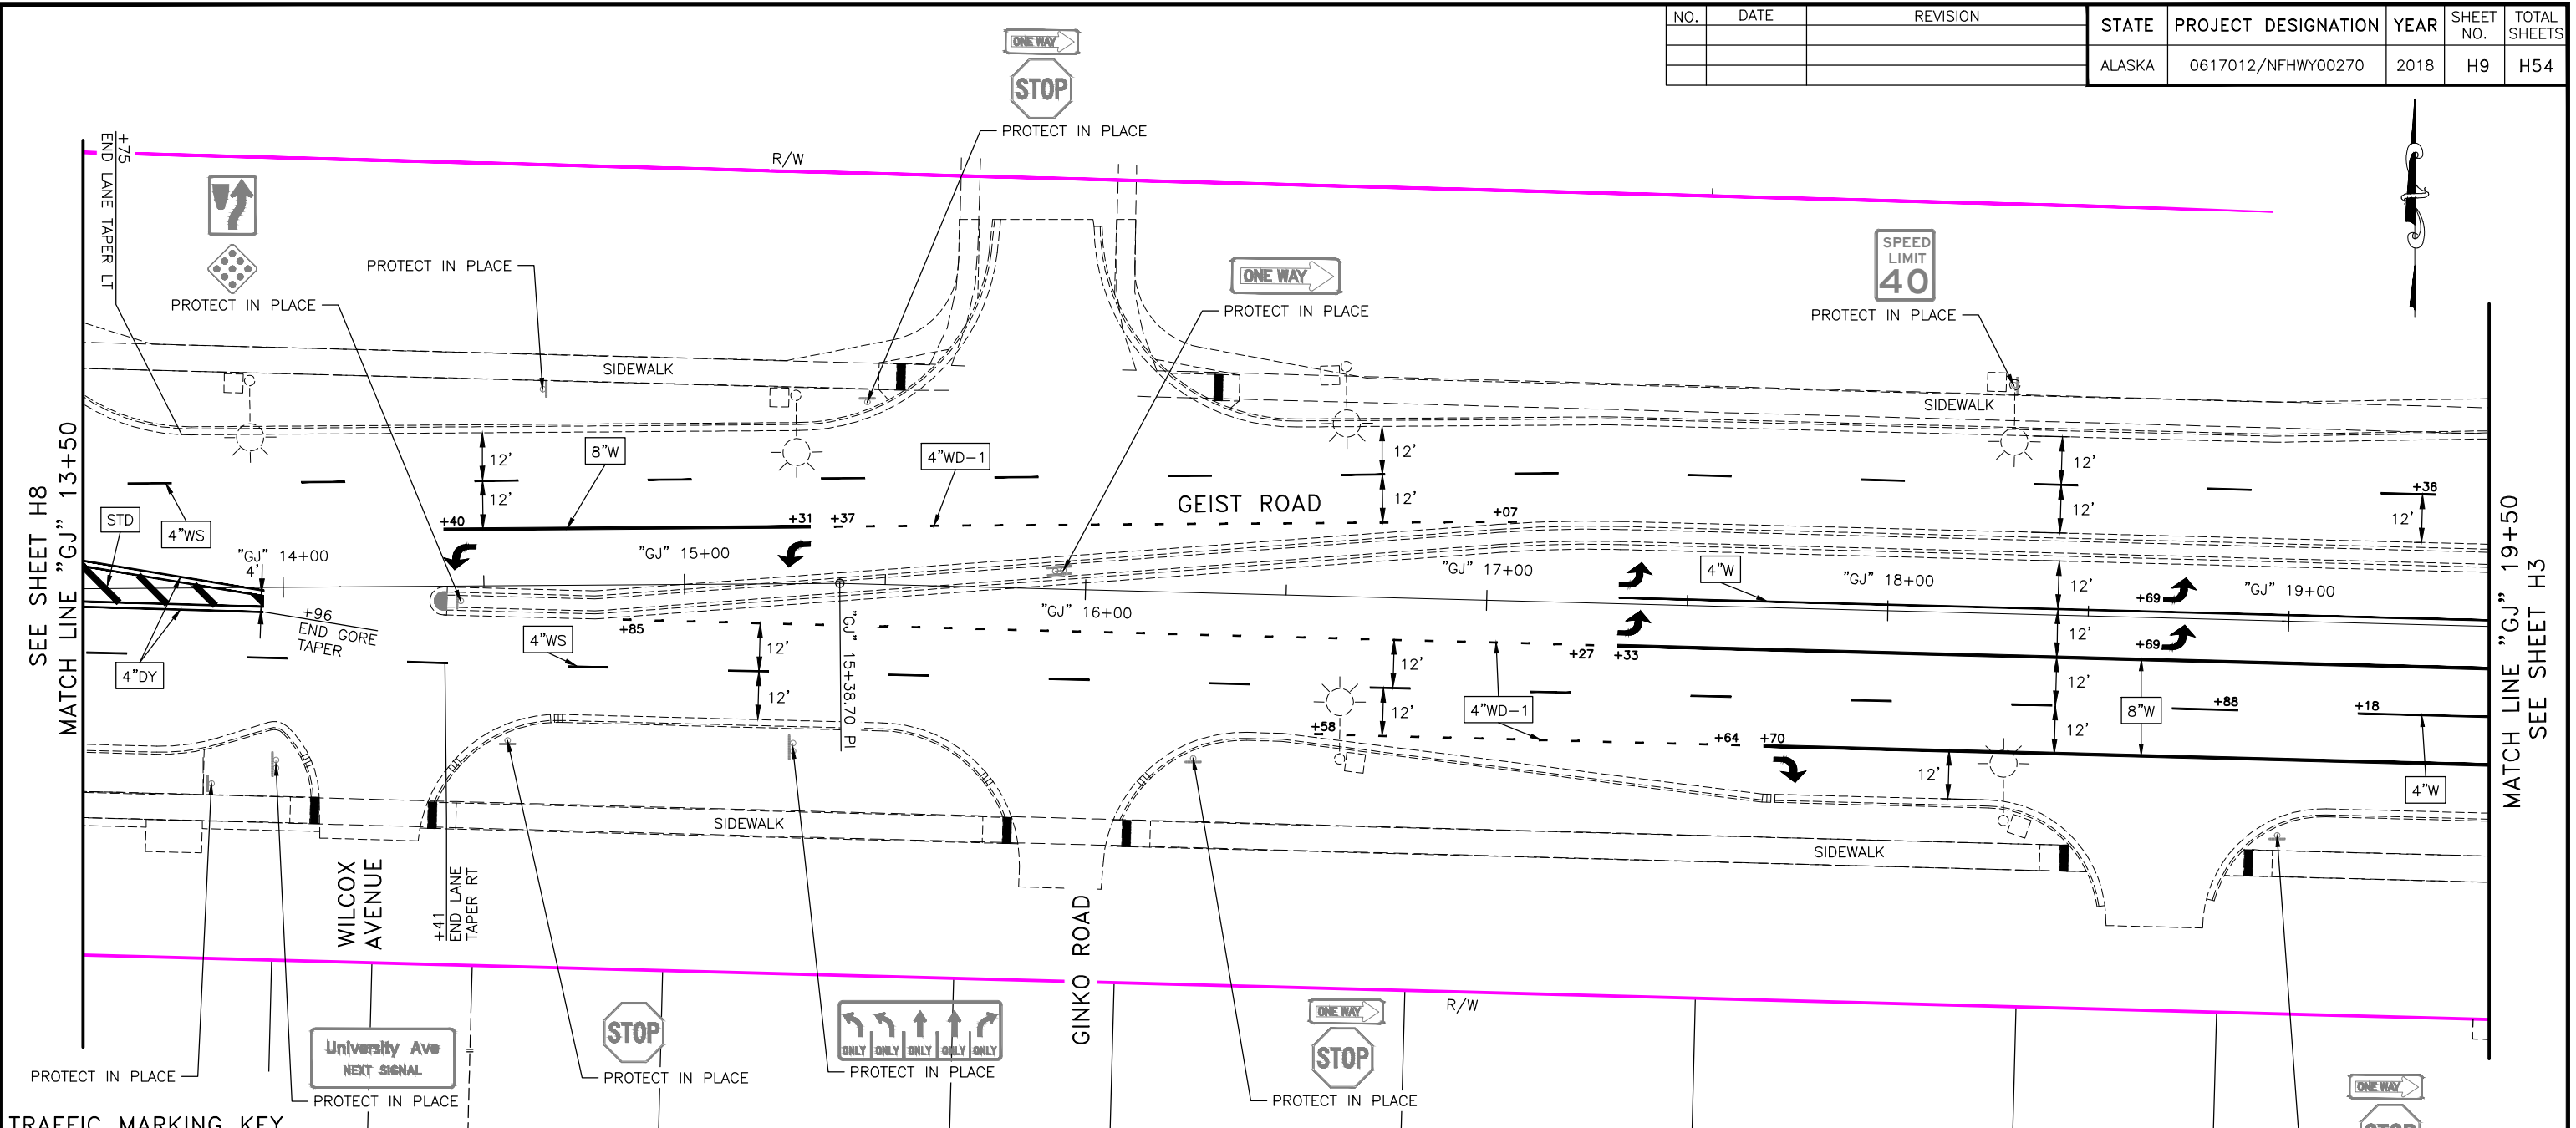 NO. DATE REVISION
STATE PROJECT DESIGNATION YEAR SHEET NO. TOTAL SHEETS
ALASKA 0617012/NFHWY00270 2018 H9 H54
ONE WAY
STOP
PROTECT IN PLACE
+75
END LANE TAPER LT
R/W
PROTECT IN PLACE
PROTECT IN PLACE
ONE WAY
PROTECT IN PLACE
SPEED
LIMIT
40
PROTECT IN PLACE
SIDEWALK
SIDEWALK
SEE SHEET H8
MATCH LINE "GJ" 13+50
12'
12'
8"W
4"WD-1
12'
12'
12'
12'
+36
12'
STD
4"WS
+40
+31
+37
GEIST ROAD
+07
"GJ" 14+00
4'
"GJ" 15+00
"GJ" 16+00
"GJ" 17+00
4"W
"GJ" 18+00
+69
"GJ" 19+00
12'
+96
END GORE
TAPER
4"DY
4"WS
+85
12'
12'
"GJ" 15+38.70 PI
12'
12'
+27
+33
12'
+69
12'
12'
4"WD-1
+58
+64
+70
8"W
+88
+18
4"W
12'
MATCH LINE "GJ" 19+50
SEE SHEET H3
SIDEWALK
SIDEWALK
WILCOX
AVENUE
+41
END LANE
TAPER RT
GINKO ROAD
R/W
PROTECT IN PLACE
University Ave
NEXT SIGNAL
PROTECT IN PLACE
STOP
PROTECT IN PLACE
ONLY ONLY ONLY ONLY ONLY
PROTECT IN PLACE
ONE WAY
STOP
PROTECT IN PLACE
ONE WAY
STOP
TRAFFIC MARKING KEY